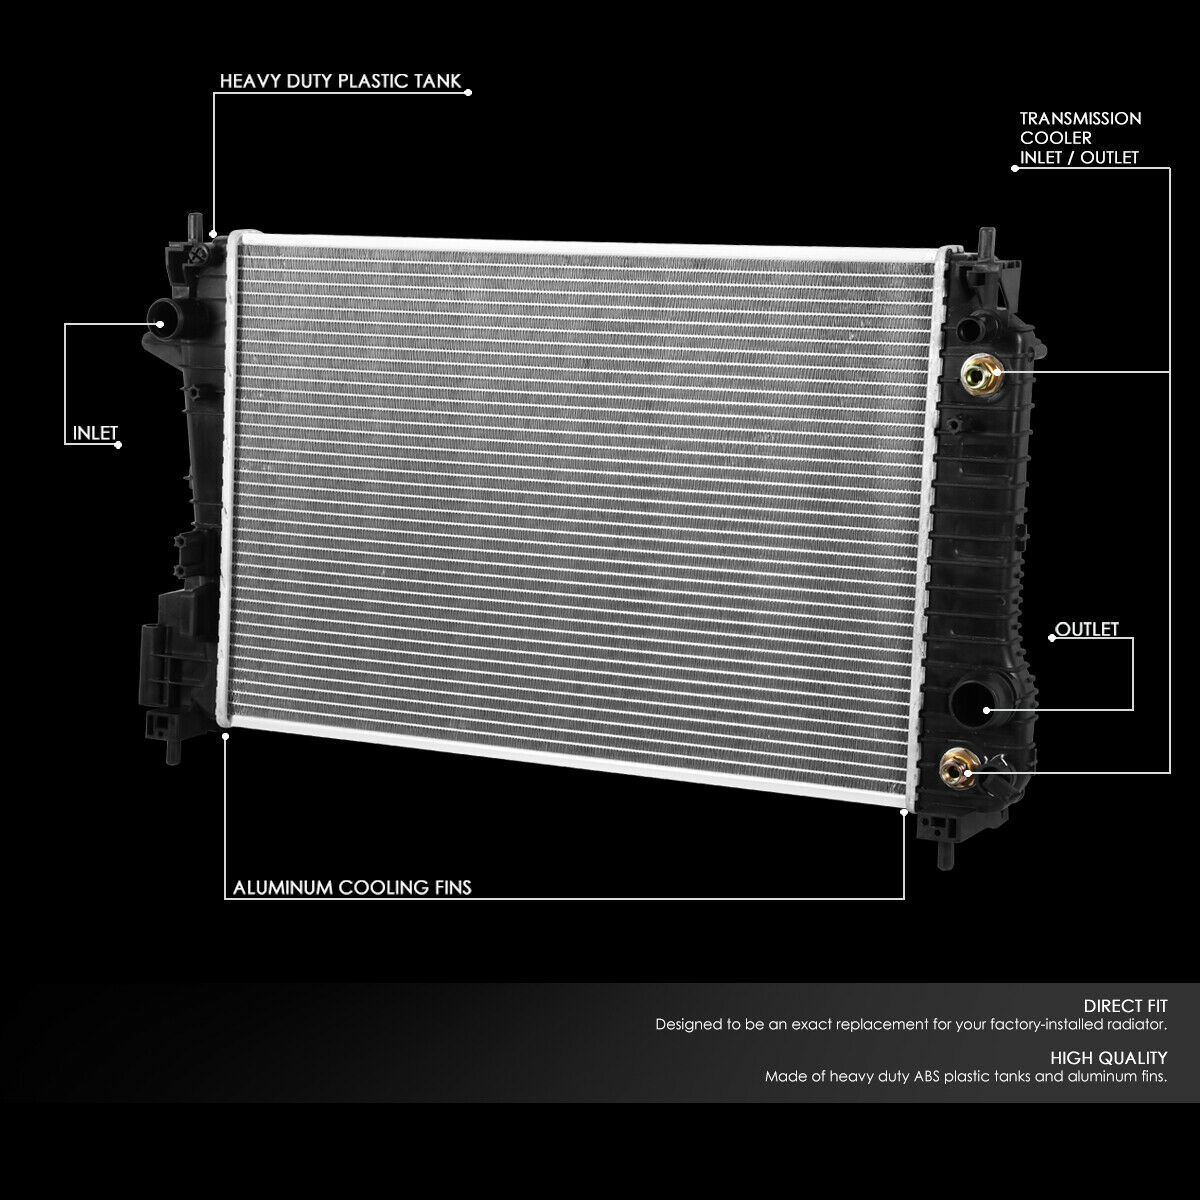 HEAVY DUTY PLASTIC TANK
TRANSMISSION
COOLER
INLET / OUTLET
INLET
OUTLET
ALUMINUM COOLING FINS
DIRECT FIT
Designed to be an exact replacement for your factory-installed radiator.
HIGH QUALITY
Made of heavy duty ABS plastic tanks and aluminum fins.